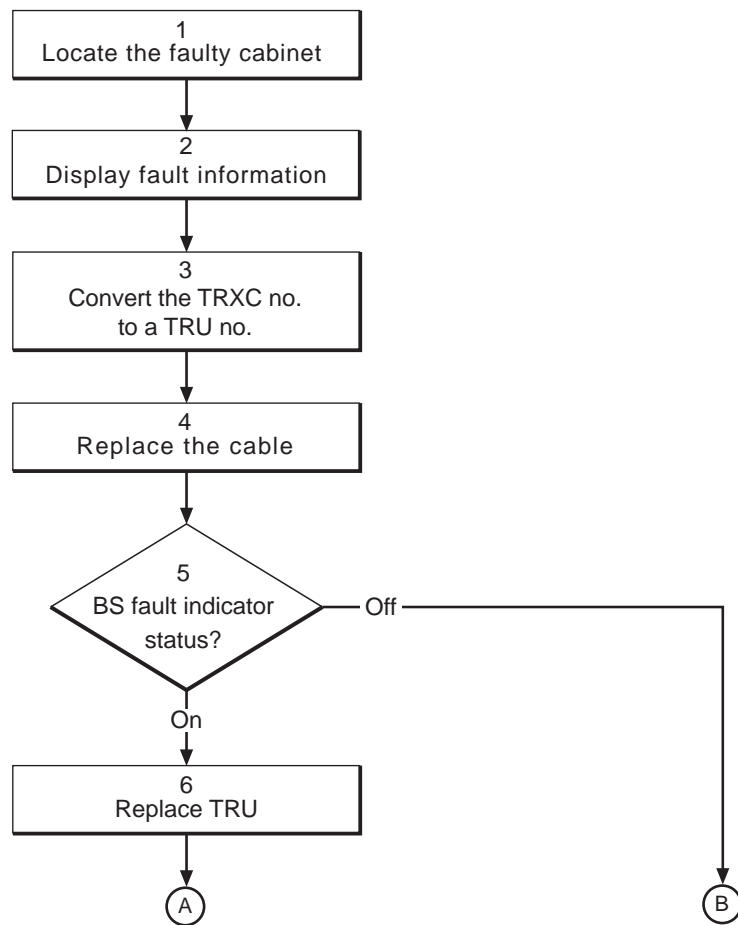 1
Locate the faulty cabinet
2
Display fault information
3
Convert the TRXC no.
to a TRU no.
4
Replace the cable
5
BS fault indicator
status?
Off
On
6
Replace TRU
A
B